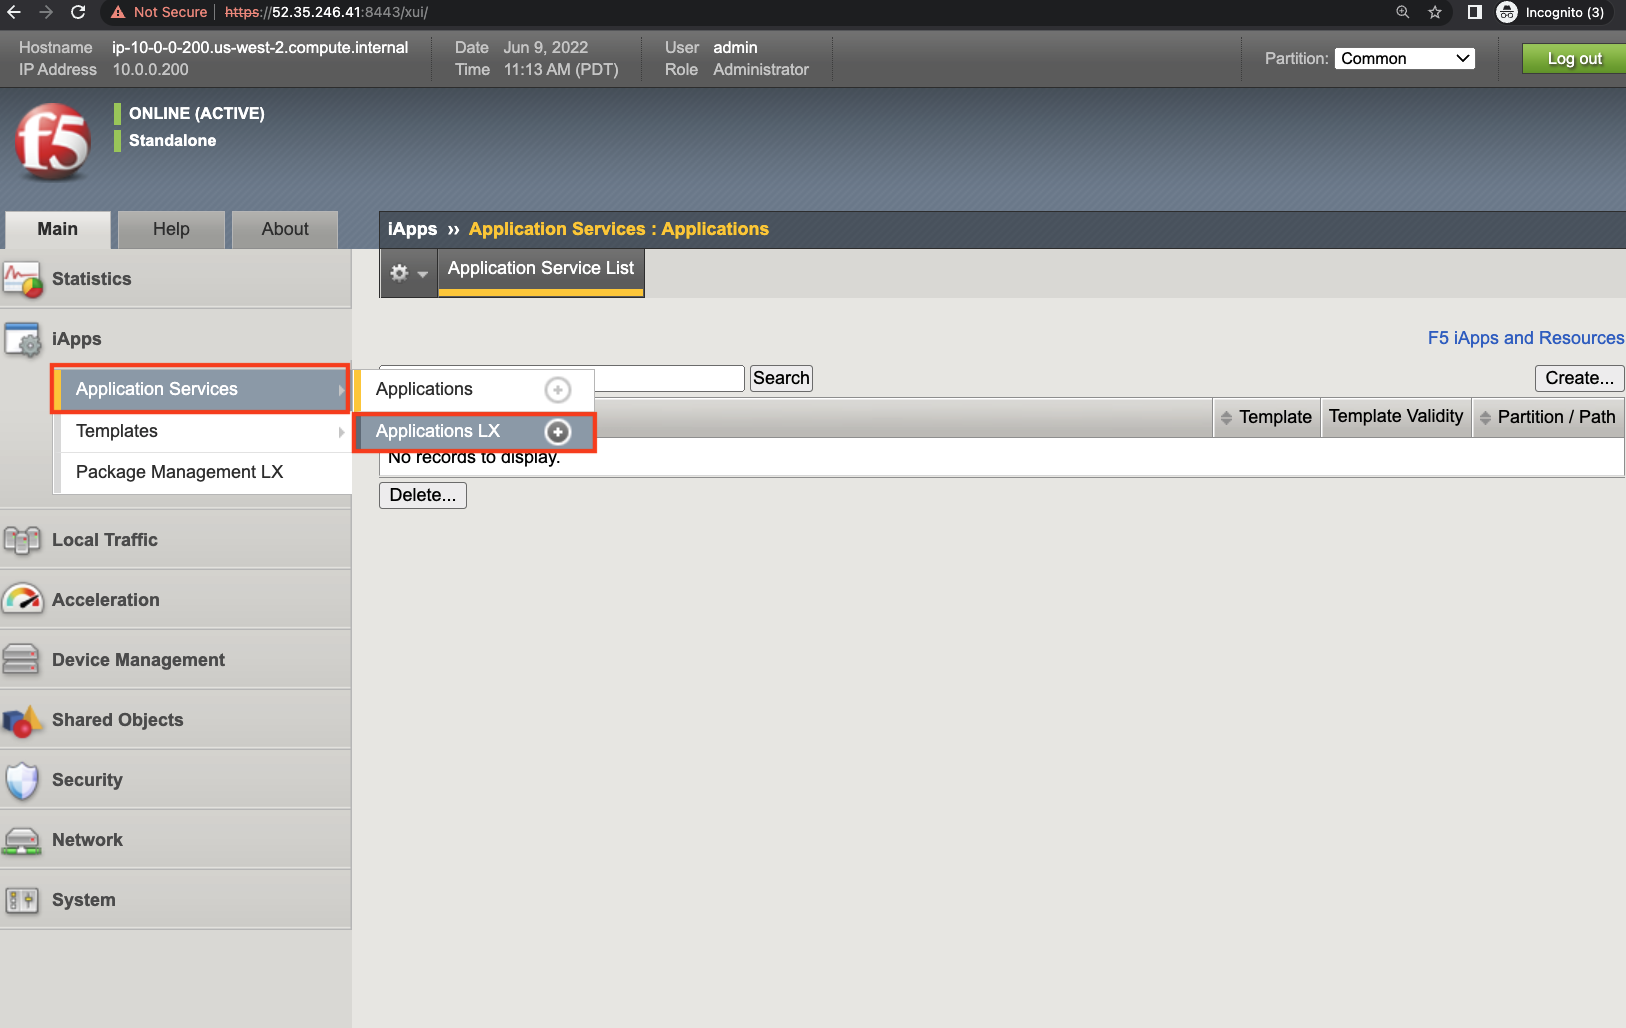 Not Secure https://52.35.246.41:8443/xui/ Incognito (3)
Hostname ip-10-0-0-200.us-west-2.compute.internal Date Jun 9, 2022 User admin
IP Address 10.0.0.200 Time 11:13 AM (PDT) Role Administrator
Partition: Common Log out
f5
ONLINE (ACTIVE)
Standalone
Main Help About
iApps ›› Application Services : Applications
Application Service List
Statistics
iApps
Application Services
Templates
Package Management LX
Local Traffic
Acceleration
Device Management
Shared Objects
Security
Network
System
Applications
Applications LX
F5 iApps and Resources
Search Create...
Template Template Validity Partition / Path
No records to display.
Delete...